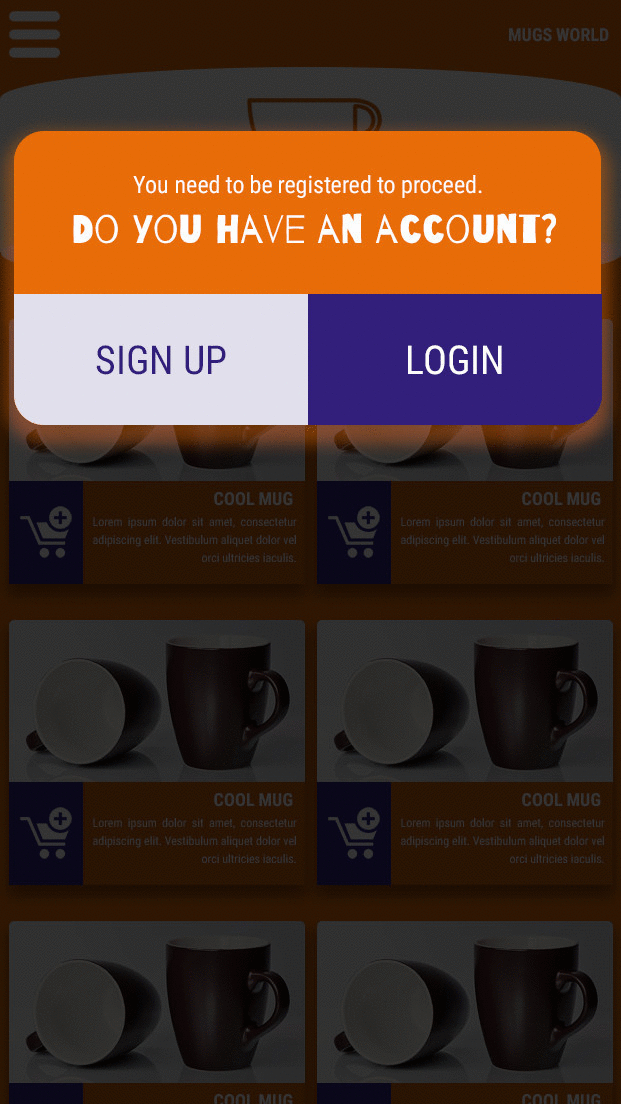 MUGS WORLD
You need to be registered to proceed.
DO YOU HAVE AN ACCOUNT?
SIGN UP
LOGIN
COOL MUG
Lorem ipsum dolor sit amet, consectetur
adipiscing elit. Vestibulum aliquet dolor vel
orci ultricies iaculis.
COOL MUG
Lorem ipsum dolor sit amet, consectetur
adipiscing elit. Vestibulum aliquet dolor vel
orci ultricies iaculis.
COOL MUG
Lorem ipsum dolor sit amet, consectetur
adipiscing elit. Vestibulum aliquet dolor vel
orci ultricies iaculis.
COOL MUG
Lorem ipsum dolor sit amet, consectetur
adipiscing elit. Vestibulum aliquet dolor vel
orci ultricies iaculis.
COOL MUG
COOL MUG